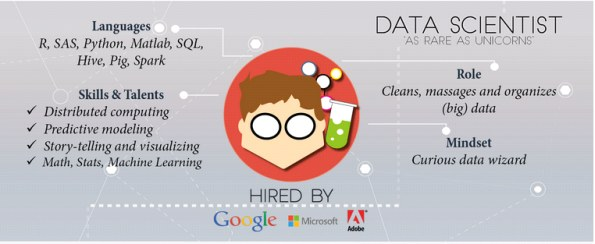 Languages
R, SAS, Python, Matlab, SQL,
Hive, Pig, Spark
Skills & Talents
✓ Distributed computing
✓ Predictive modeling
✓ Story-telling and visualizing
✓ Math, Stats, Machine Learning
DATA SCIENTIST
'AS RARE AS UNICORNS'
Role
Cleans, massages and organizes
(big) data
Mindset
Curious data wizard
HIRED BY
Google Microsoft Adobe